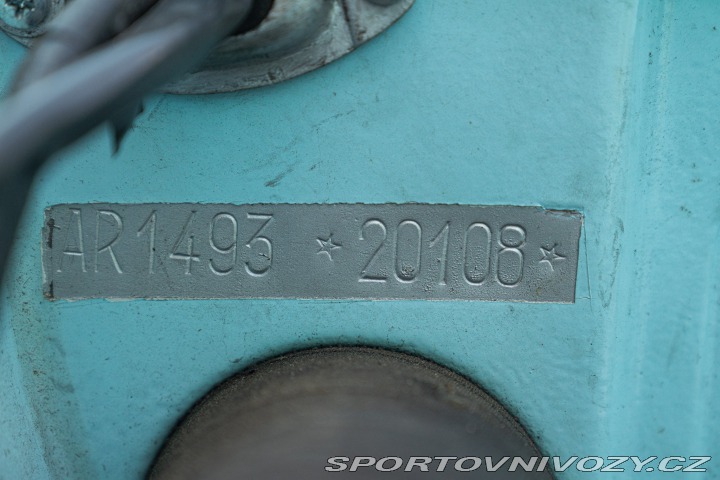 AR1493 ☆ 20108 ☆
SPORTOVNIVOZY.CZ